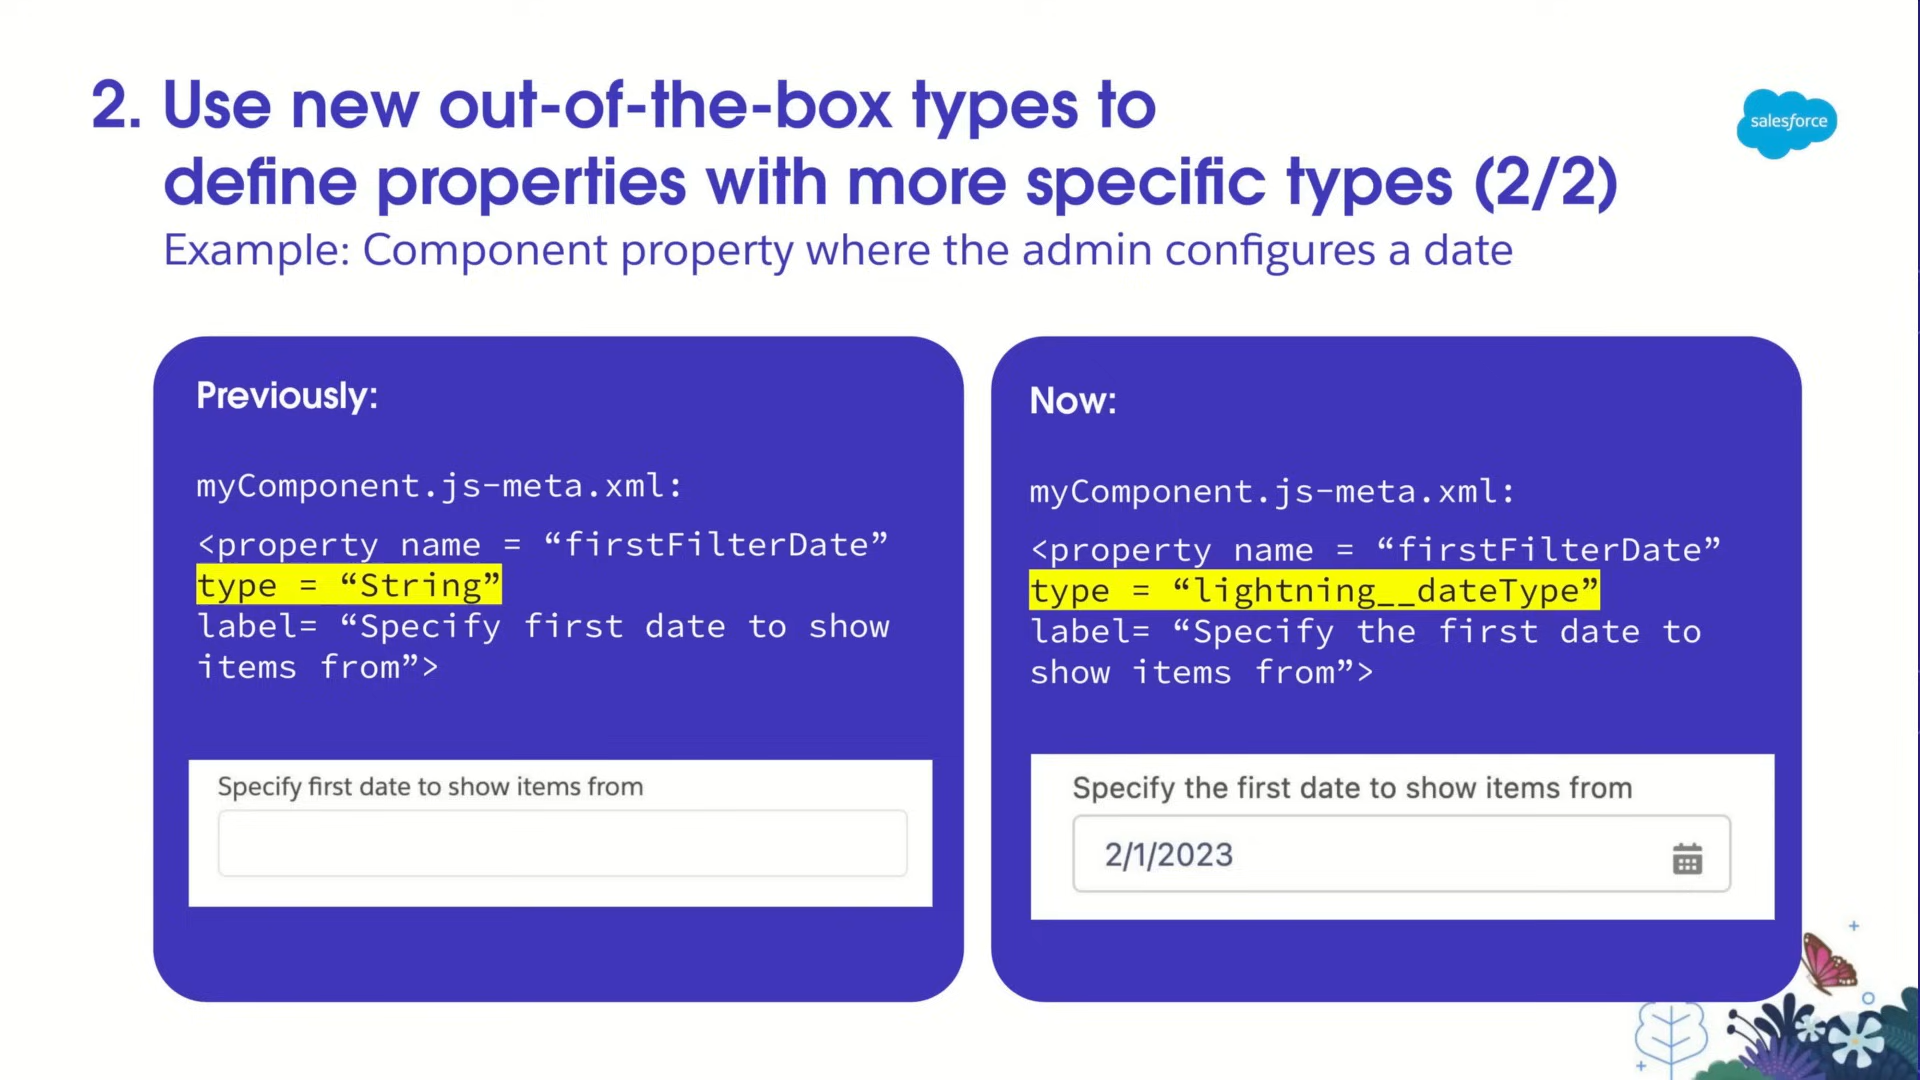 2. Use new out-of-the-box types to
define properties with more specific types (2/2)
Example: Component property where the admin configures a date
salesforce
Previously:
myComponent.js-meta.xml:
<property name = “firstFilterDate”
type = “String”
label= “Specify first date to show
items from”>
Specify first date to show items from
Now:
myComponent.js-meta.xml:
<property name = “firstFilterDate”
type = “lightning__dateType”
label= “Specify the first date to
show items from”>
Specify the first date to show items from
2/1/2023